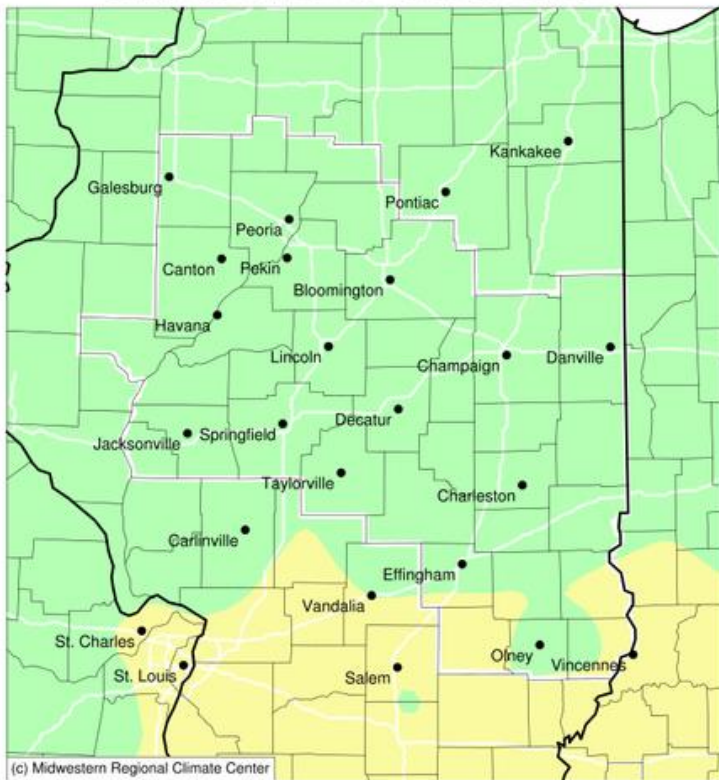 Kankakee
Galesburg
Pontiac
Peoria
Canton
Pekin
Bloomington
Havana
Lincoln
Champaign
Danville
Decatur
Springfield
Jacksonville
Taylorville
Charleston
Carlinville
Effingham
Vandalia
St. Charles
Olney
Vincennes
St. Louis
Salem
(c) Midwestern Regional Climate Center